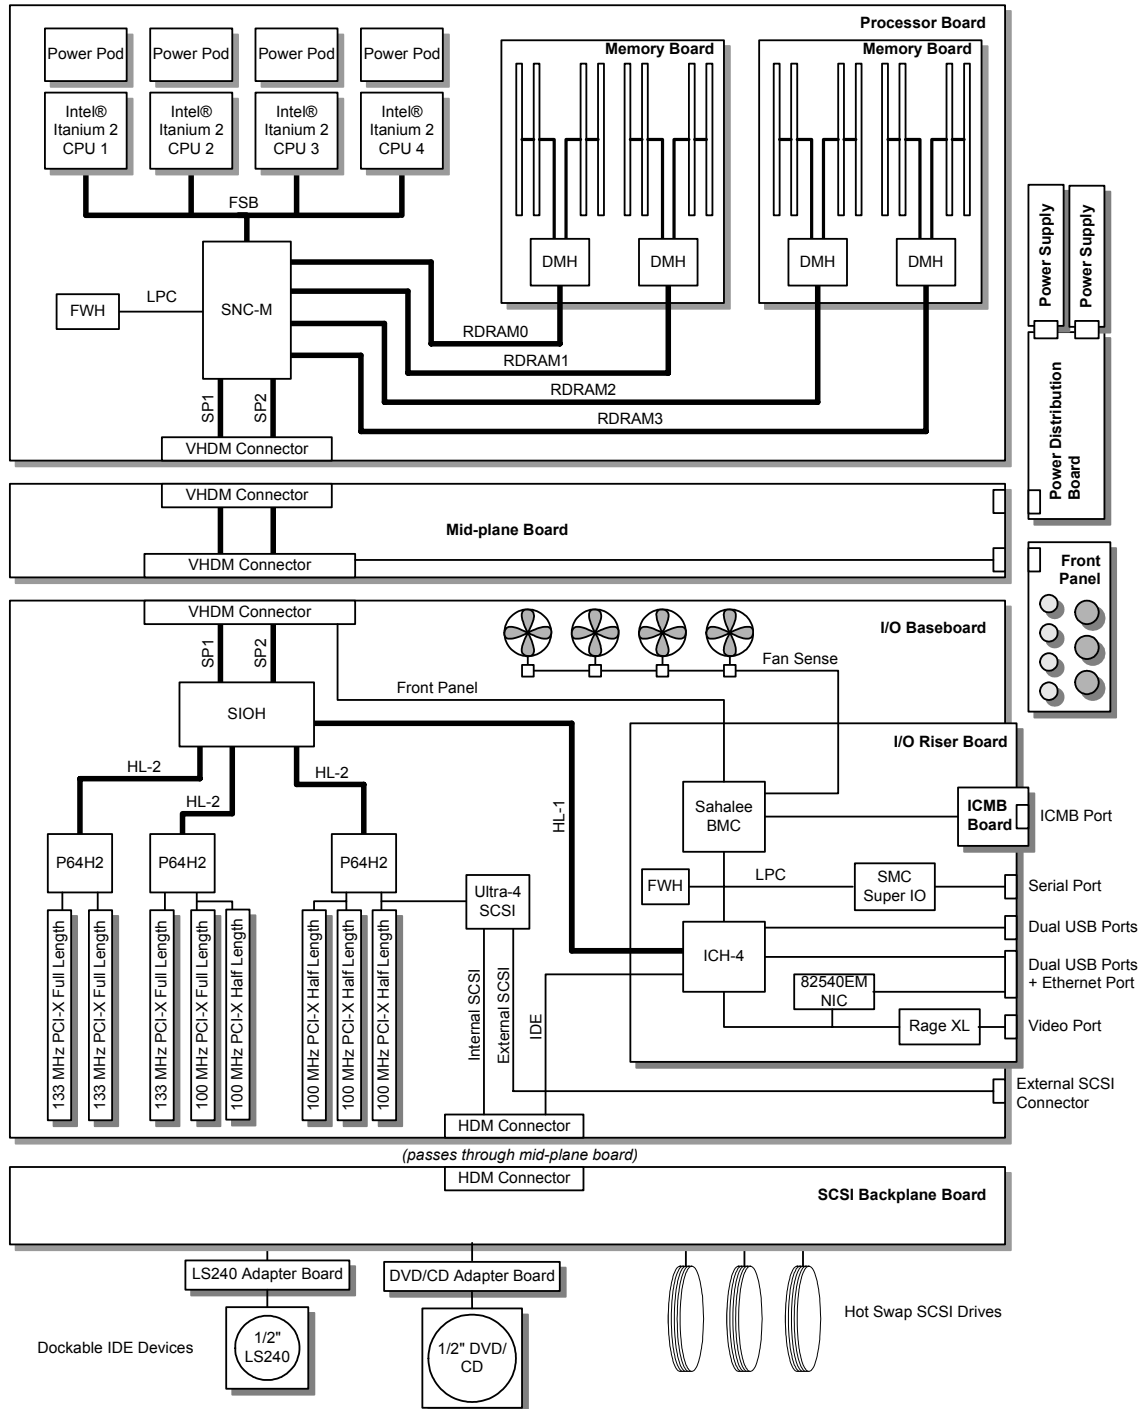 Processor Board
Power Pod
Power Pod
Power Pod
Power Pod
Memory Board
Memory Board
Intel®
Itanium 2
CPU 1
Intel®
Itanium 2
CPU 2
Intel®
Itanium 2
CPU 3
Intel®
Itanium 2
CPU 4
FSB
DMH
DMH
DMH
DMH
FWH
LPC
SNC-M
RDRAM0
RDRAM1
RDRAM2
RDRAM3
SP1
SP2
VHDM Connector
Power Supply
Power Supply
Power Distribution
Board
VHDM Connector
Mid-plane Board
VHDM Connector
Front
Panel
VHDM Connector
I/O Baseboard
SP1
SP2
Fan Sense
Front Panel
SIOH
I/O Riser Board
HL-2
HL-2
HL-2
HL-1
Sahalee
BMC
ICMB
Board
ICMB Port
P64H2
P64H2
P64H2
Ultra-4
SCSI
FWH
LPC
SMC
Super IO
Serial Port
Dual USB Ports
ICH-4
Dual USB Ports
+ Ethernet Port
82540EM
NIC
Rage XL
Video Port
133 MHz PCI-X Full Length
133 MHz PCI-X Full Length
133 MHz PCI-X Full Length
100 MHz PCI-X Full Length
100 MHz PCI-X Half Length
100 MHz PCI-X Half Length
100 MHz PCI-X Half Length
100 MHz PCI-X Half Length
Internal SCSI
External SCSI
IDE
External SCSI
Connector
HDM Connector
(passes through mid-plane board)
HDM Connector
SCSI Backplane Board
LS240 Adapter Board
DVD/CD Adapter Board
Hot Swap SCSI Drives
Dockable IDE Devices
1/2"
LS240
1/2" DVD/
CD